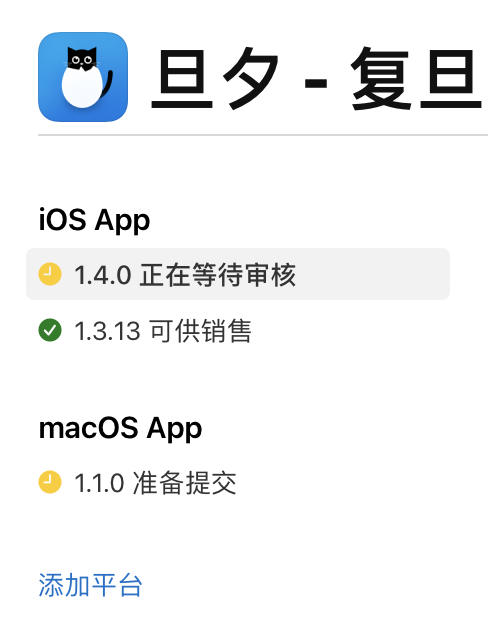 旦夕 - 复旦
iOS App
1.4.0 正在等待审核
1.3.13 可供销售
macOS App
1.1.0 准备提交
添加平台